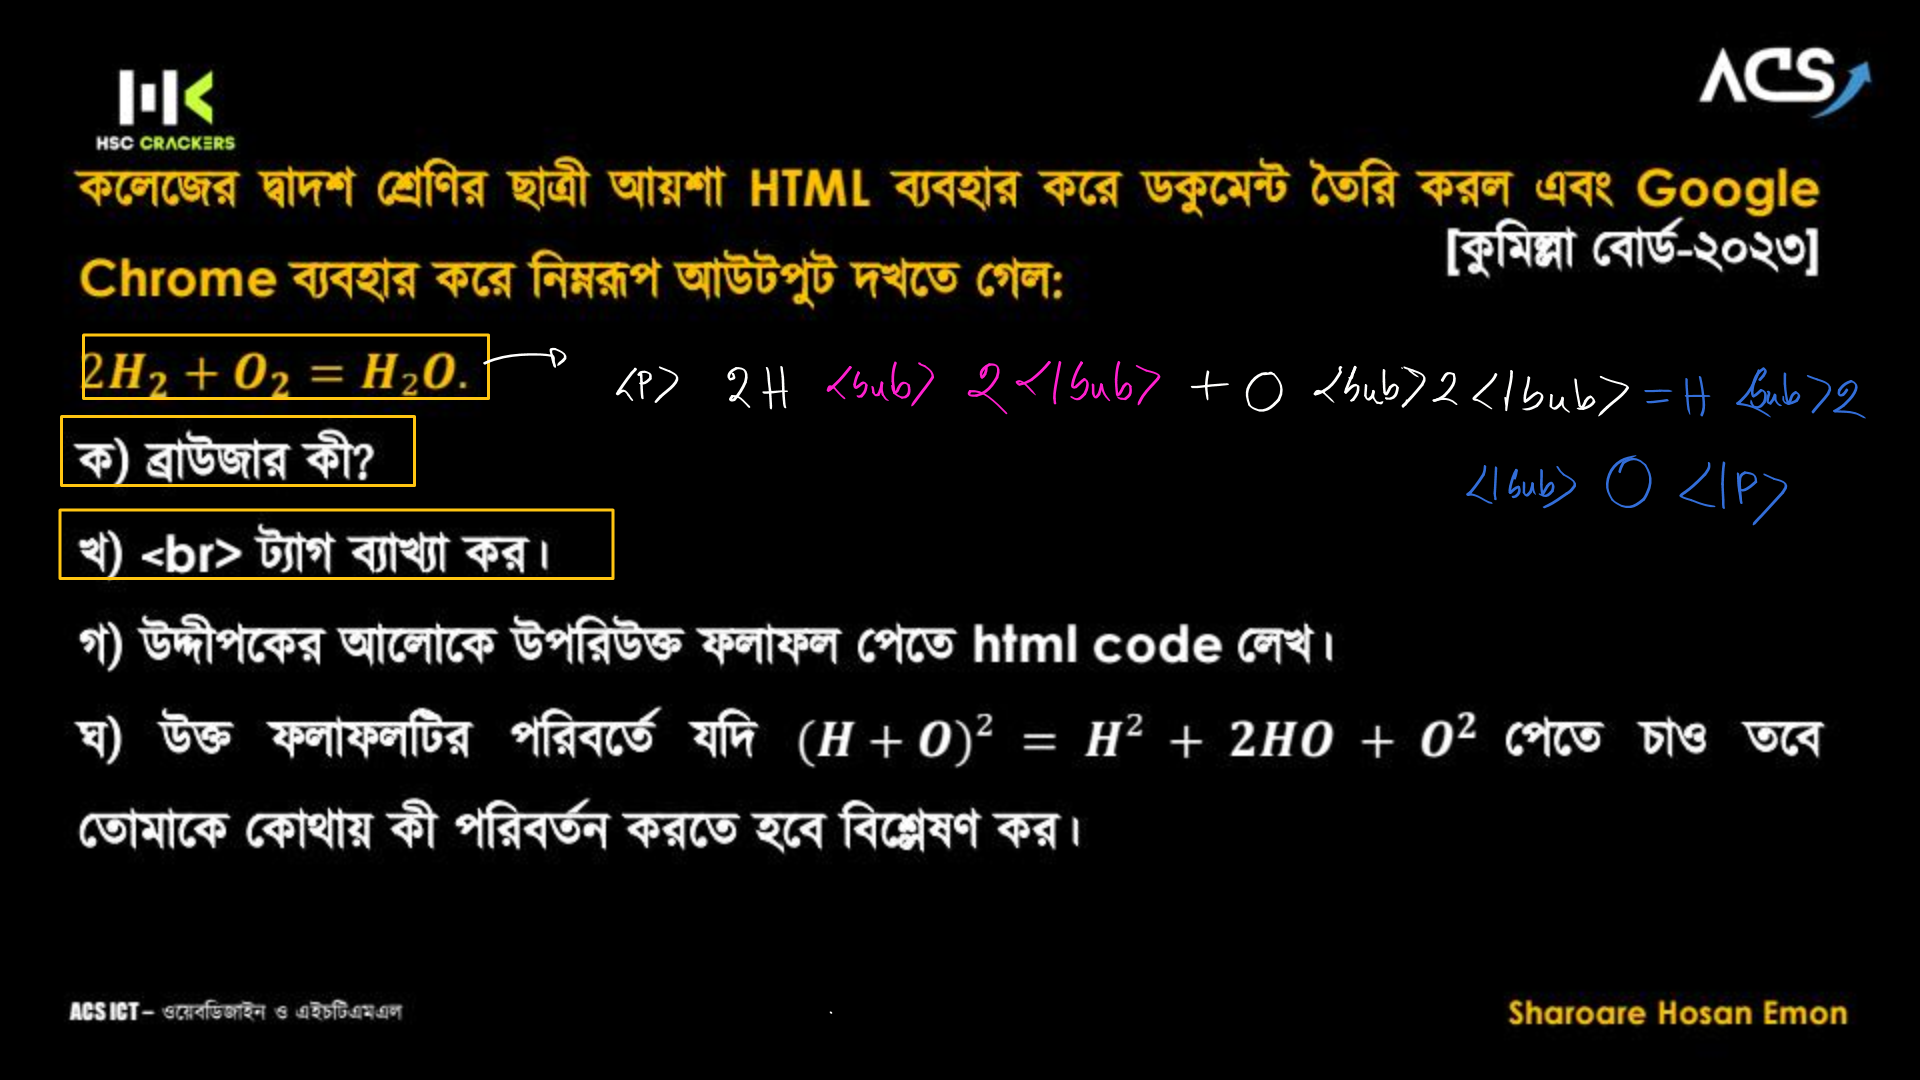 HSC CRACKERS
ACS
কলেজের দ্বাদশ শ্রেণির ছাত্রী আয়শা HTML ব্যবহার করে ডকুমেন্ট তৈরি করল এবং Google
[কুমিল্লা বোর্ড-২০২৩]
Chrome ব্যবহার করে নিম্নরূপ আউটপুট দখতে গেল:
2H₂ + O₂ = H₂O.
<p> 2H <sub> 2 </sub> + O <sub> 2 </sub> = H <sub> 2
</sub> O </p>
ক) ব্রাউজার কী?
খ) <br> ট্যাগ ব্যাখ্যা কর।
গ) উদ্দীপকের আলোকে উপরিউক্ত ফলাফল পেতে html code লেখ।
ঘ) উক্ত ফলাফলটির পরিবর্তে যদি (H + O)² = H² + 2HO + O² পেতে চাও তবে
তোমাকে কোথায় কী পরিবর্তন করতে হবে বিশ্লেষণ কর।
ACS ICT – ওয়েবডিজাইন ও এইচটিএমএল
Sharoare Hosan Emon